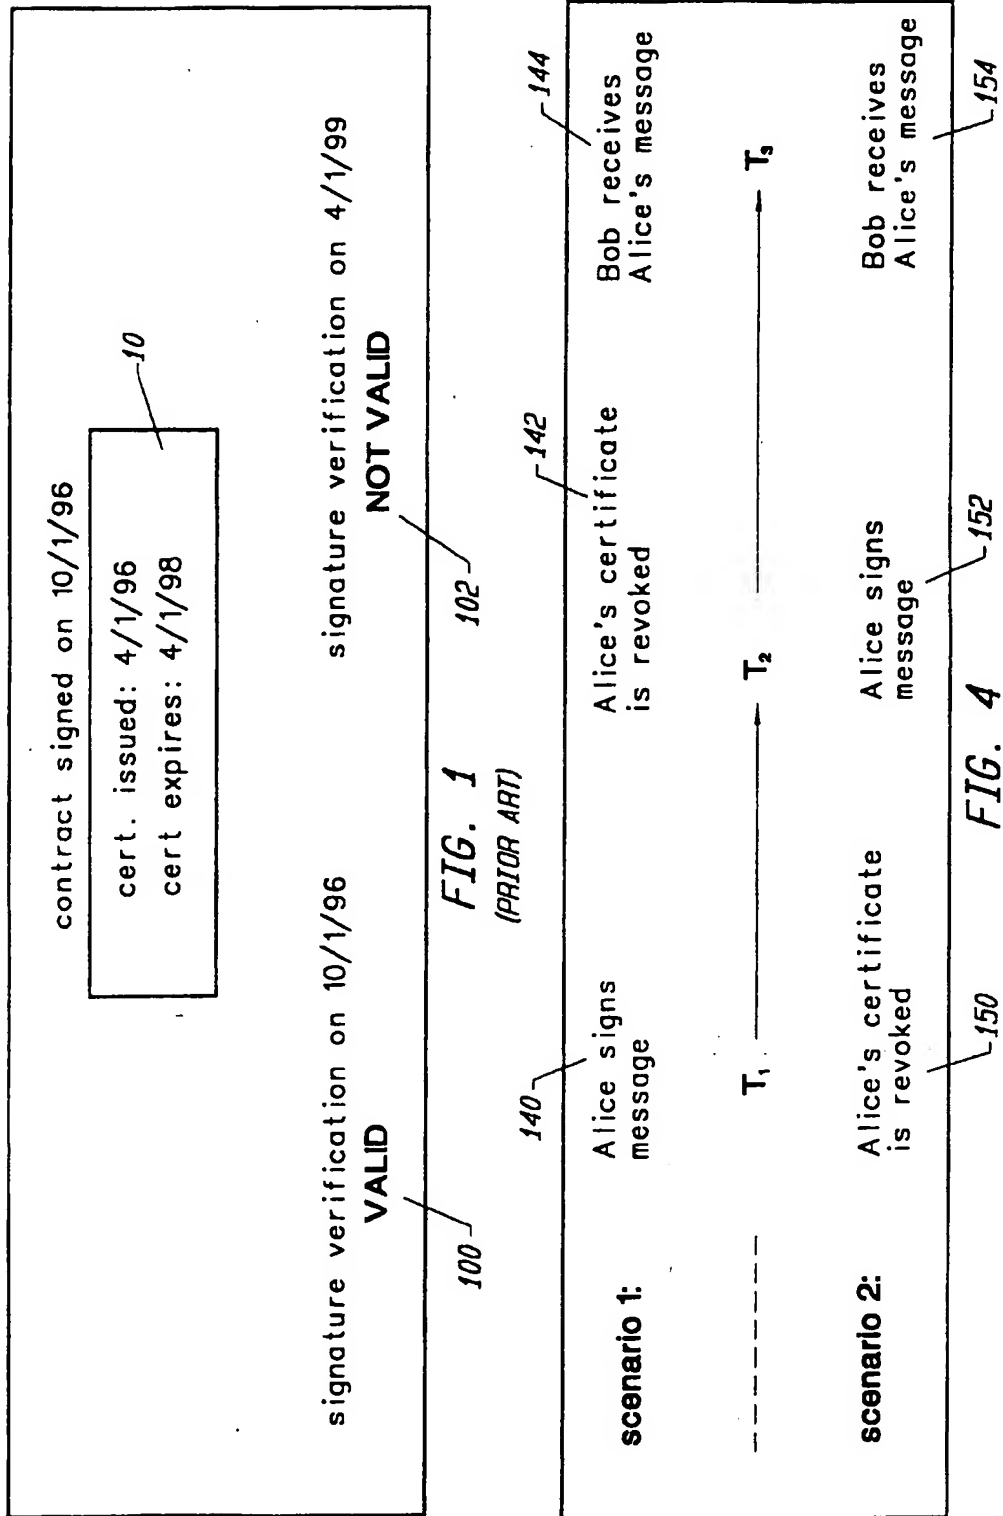 contract signed on 10/1/96
10
cert. issued: 4/1/96
cert expires: 4/1/98
signature verification on 10/1/96
VALID
100
signature verification on 4/1/99
NOT VALID
102
FIG. 1
(PRIOR ART)
140
142
144
scenario 1:
Alice signs
message
Alice's certificate
is revoked
Bob receives
Alice's message
T₁
T₂
T₃
scenario 2:
Alice's certificate
is revoked
Alice signs
message
Bob receives
Alice's message
150
152
154
FIG. 4